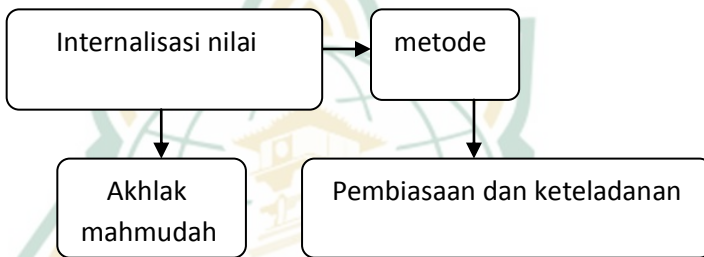 Internalisasi nilai
metode
Akhlak
mahmudah
Pembiasaan dan keteladanan